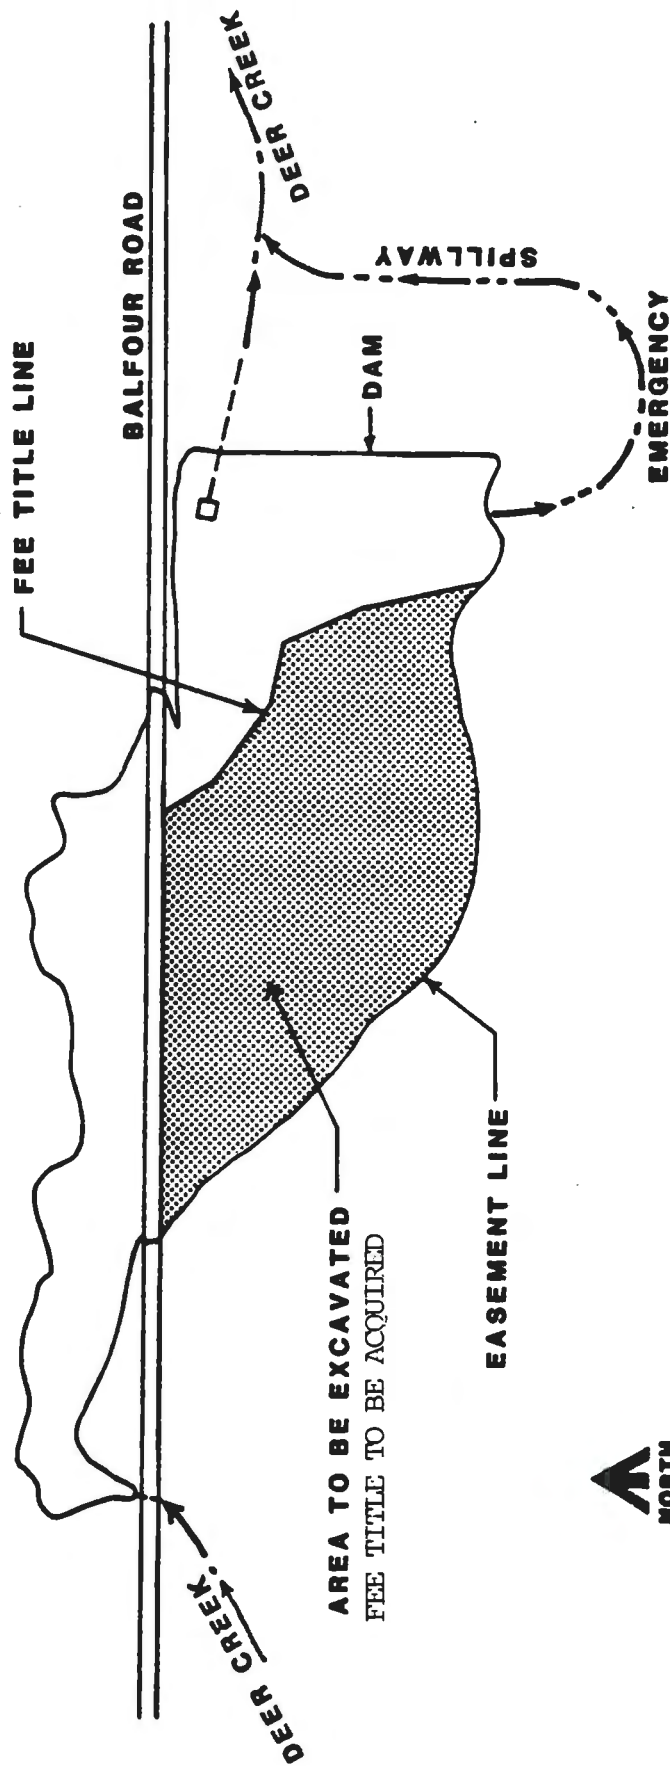 FEE TITLE LINE
BALFOUR ROAD
DEER CREEK
SPILLWAY
DAM
EMERGENCY
AREA TO BE EXCAVATED
FEE TITLE TO BE ACQUIRED
EASEMENT LINE
DEER CREEK
NORTH